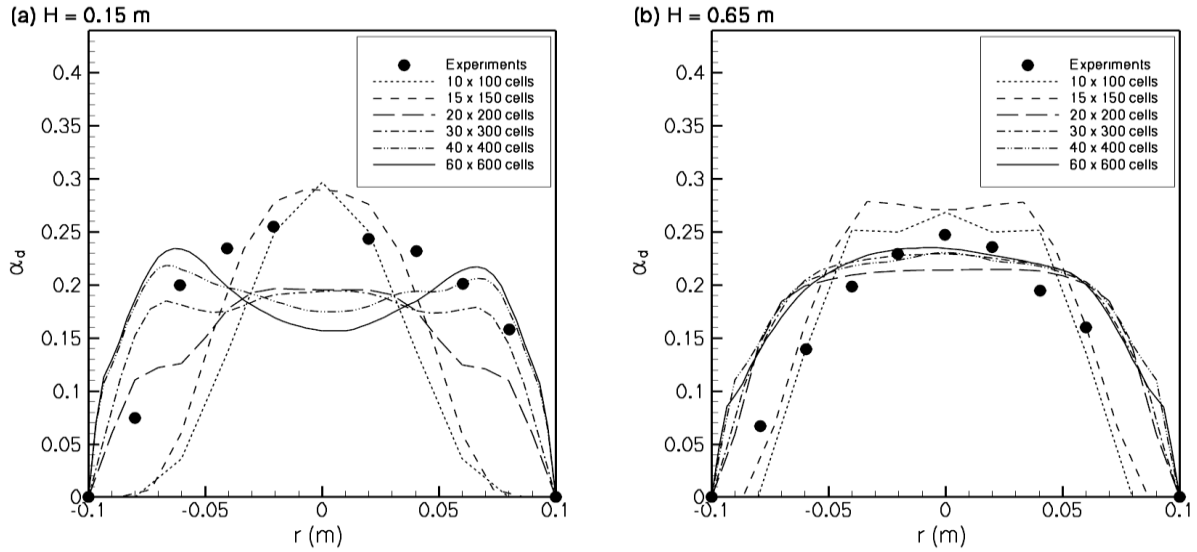 (a) H = 0.15 m
0.4
0.35
0.3
0.25
0.2
0.15
0.1
0.05
0
αd
-0.1
-0.05
0
0.05
0.1
r (m)
Experiments
10 x 100 cells
15 x 150 cells
20 x 200 cells
30 x 300 cells
40 x 400 cells
60 x 600 cells
(b) H = 0.65 m
0.4
0.35
0.3
0.25
0.2
0.15
0.1
0.05
0
αd
-0.1
-0.05
0
0.05
0.1
r (m)
Experiments
10 x 100 cells
15 x 150 cells
20 x 200 cells
30 x 300 cells
40 x 400 cells
60 x 600 cells